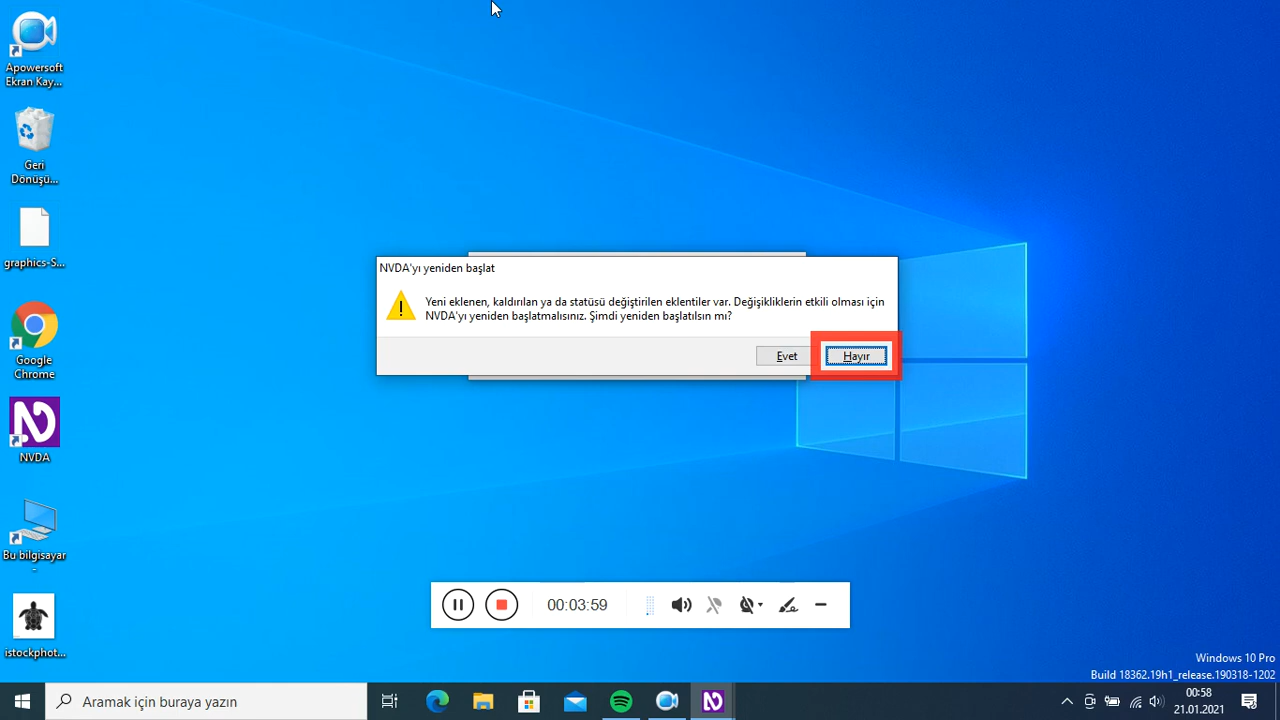 Apowersoft
Ekran Kay...
Geri
Dönüşü...
graphics-S...
Google
Chrome
NVDA
Bu bilgisayar
-
istockphot...
NVDA'yı yeniden başlat
Yeni eklenen, kaldırılan ya da statüsü değiştirilen eklentiler var. Değişikliklerin etkili olması için
NVDA'yı yeniden başlatmalısınız. Şimdi yeniden başlatılsın mı?
Evet
Hayır
00:03:59
Windows 10 Pro
Build 18362.19h1_release.190318-1202
Aramak için buraya yazın
00:58
21.01.2021